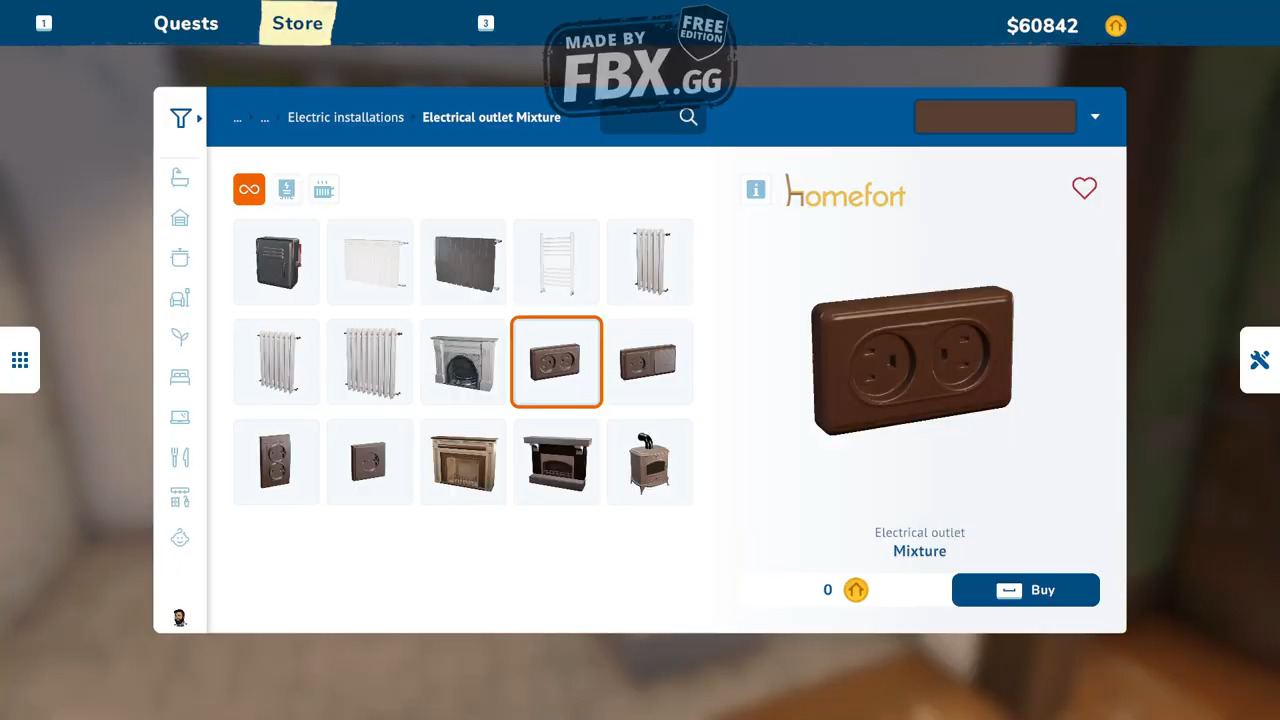 1
Quests
Store
3
$60842
MADE BY
FREE
EDITION
FBX.GG
... ... Electric installations Electrical outlet Mixture
homefort
Electrical outlet
Mixture
0
Buy